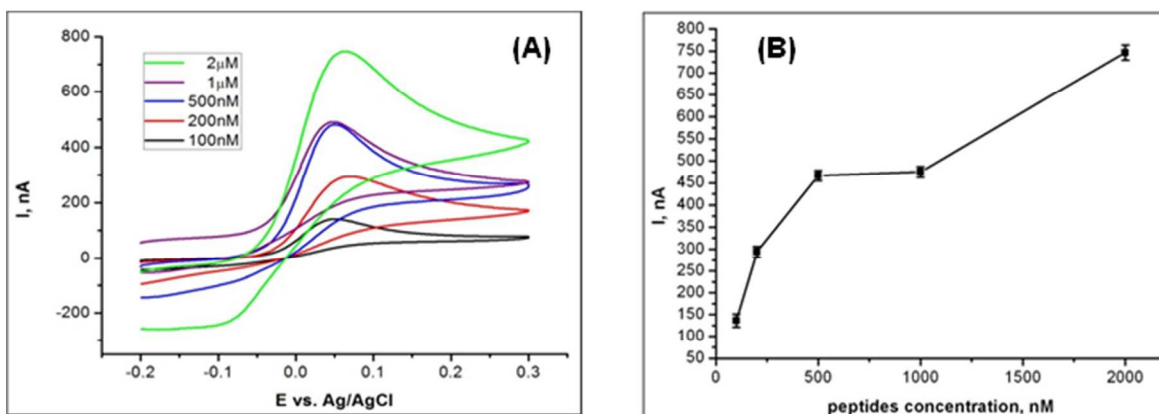 (A)
2μM
1μM
500nM
200nM
100nM
800
600
400
200
0
-200
I, nA
-0.2 -0.1 0.0 0.1 0.2 0.3
E vs. Ag/AgCl
(B)
750
700
650
600
550
500
450
400
350
300
250
200
150
100
50
I, nA
0 500 1000 1500 2000
peptides concentration, nM